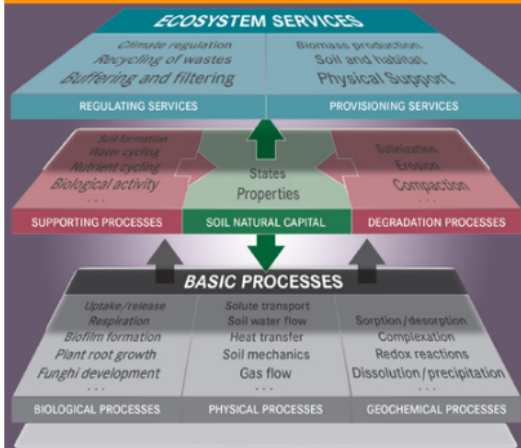 ECOSYSTEM SERVICES
Climate regulation
Recycling of wastes
Buffering and filtering
Biomass production
Soil and habitat
Physical Support
REGULATING SERVICES
PROVISIONING SERVICES
Soil formation
Water cycling
Nutrient cycling
Biological activity
...
States
Properties
Salinization
Erosion
Compaction
...
SUPPORTING PROCESSES
SOIL NATURAL CAPITAL
DEGRADATION PROCESSES
BASIC PROCESSES
Uptake/release
Respiration
Biofilm formation
Plant root growth
Funghi development
...
Solute transport
Soil water flow
Heat transfer
Soil mechanics
Gas flow
...
Sorption/desorption
Complexation
Redox reactions
Dissolution/precipitation
...
BIOLOGICAL PROCESSES
PHYSICAL PROCESSES
GEOCHEMICAL PROCESSES